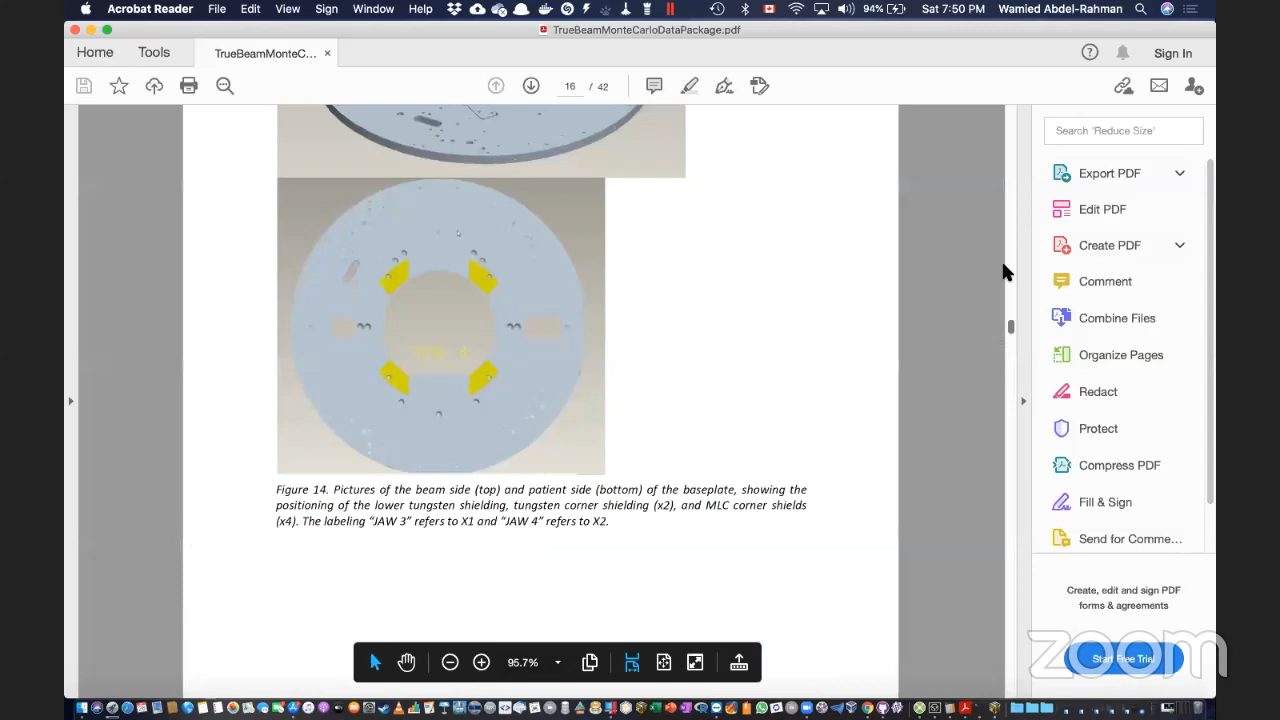 Acrobat Reader File Edit View Sign Window Help 94% Sat 7:50 PM Wamied Abdel-Rahman
TrueBeamMonteCarloDataPackage.pdf
Home Tools TrueBeamMonteC... × Sign In
16 / 42
Search 'Reduce Size'
Export PDF
Edit PDF
Create PDF
Comment
Combine Files
Organize Pages
Redact
Protect
Compress PDF
Fill & Sign
Send for Comme...
Figure 14. Pictures of the beam side (top) and patient side (bottom) of the baseplate, showing the
positioning of the lower tungsten shielding, tungsten corner shielding (x2), and MLC corner shields
(x4). The labeling “JAW 3” refers to X1 and “JAW 4” refers to X2.
Create, edit and sign PDF
forms & agreements
Start Free Trial
zoom
95.7%